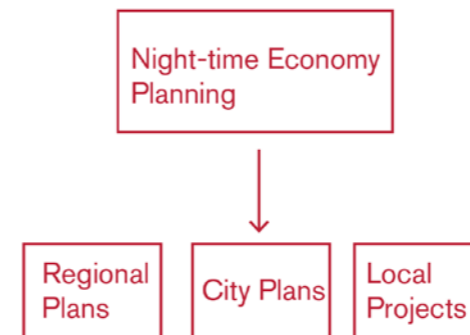 Night-time Economy
Planning
Regional
Plans
City Plans
Local
Projects